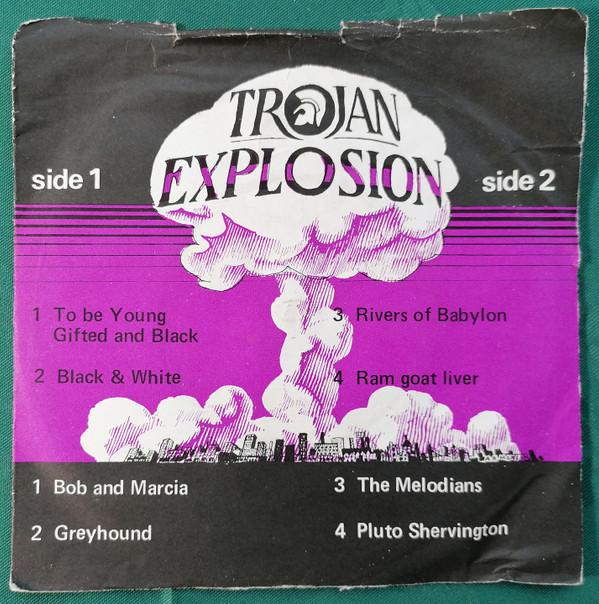 TROJAN
EXPLOSION
side 1
side 2
1 To be Young
Gifted and Black
2 Black & White
3 Rivers of Babylon
4 Ram goat liver
1 Bob and Marcia
2 Greyhound
3 The Melodians
4 Pluto Shervington